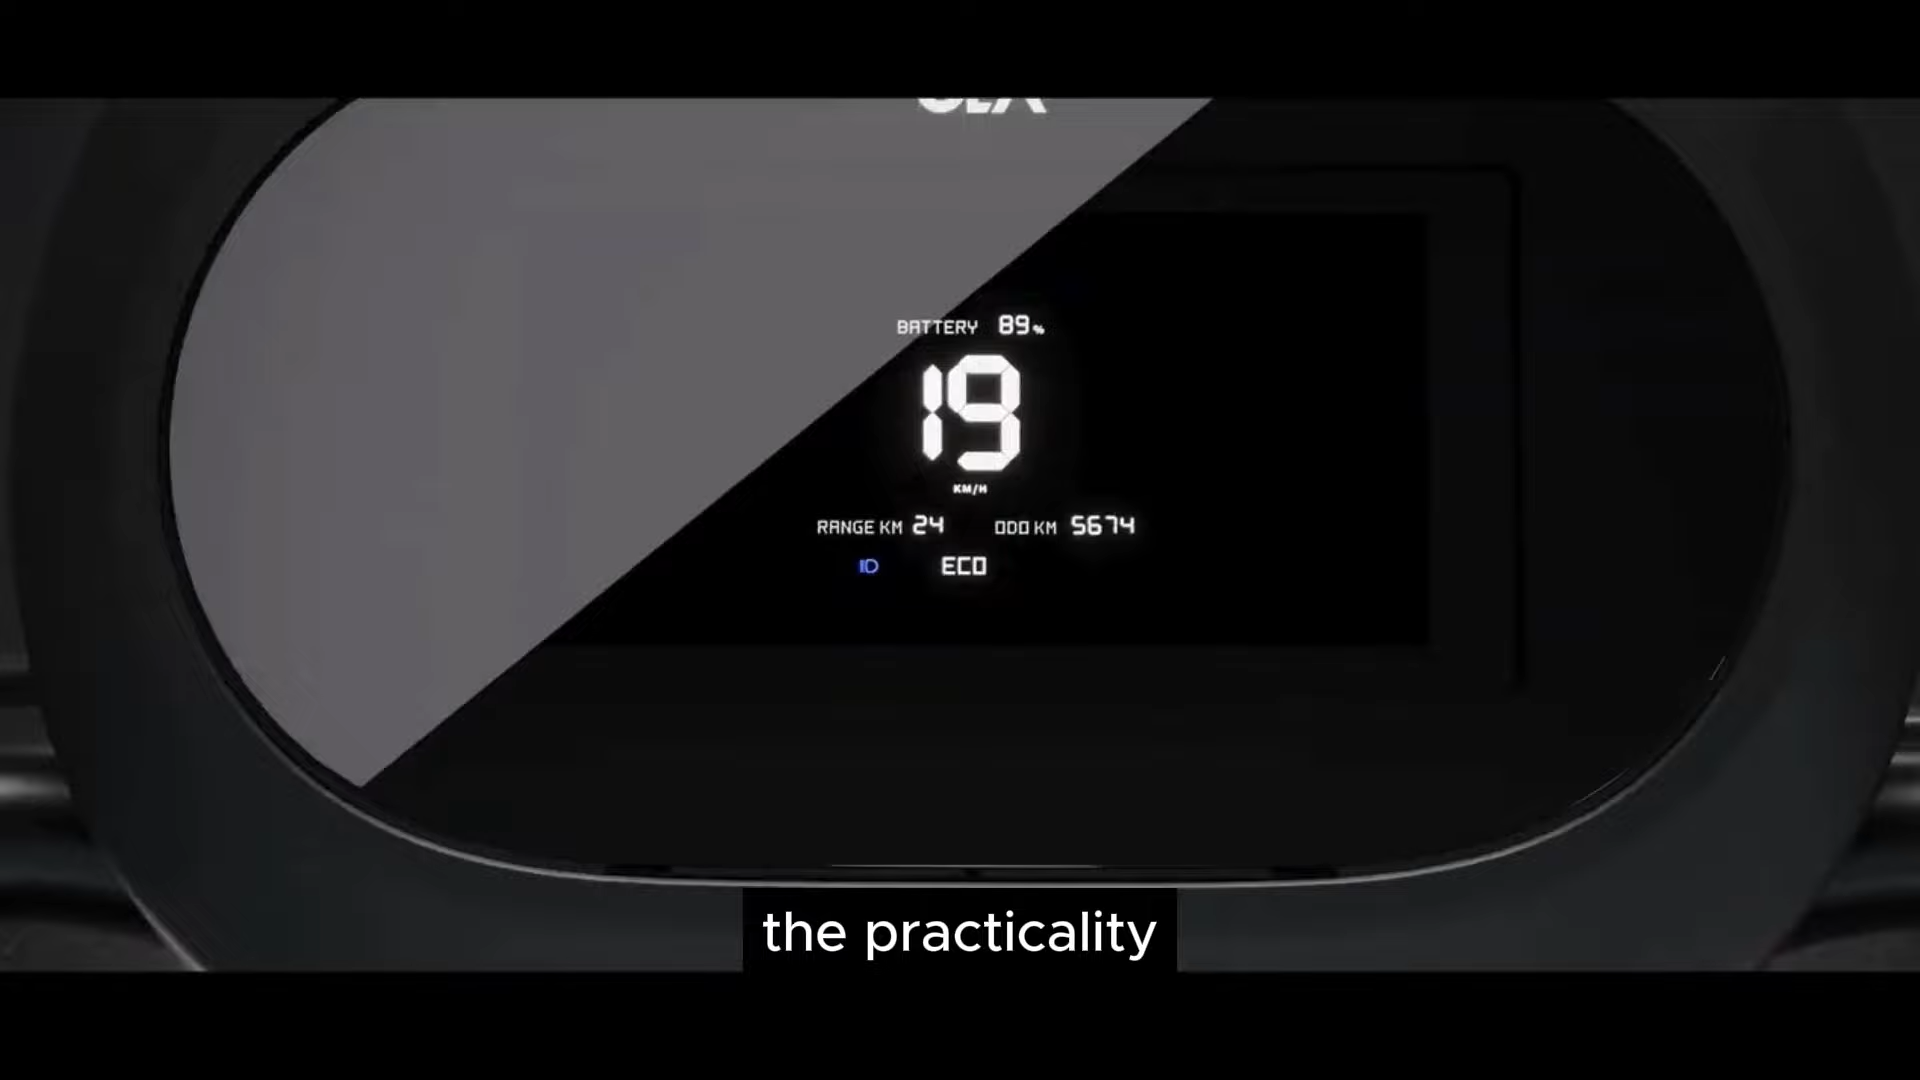 BATTERY 89%
19
KM/H
RANGE KM 24 ODO KM 5674
ECO
the practicality